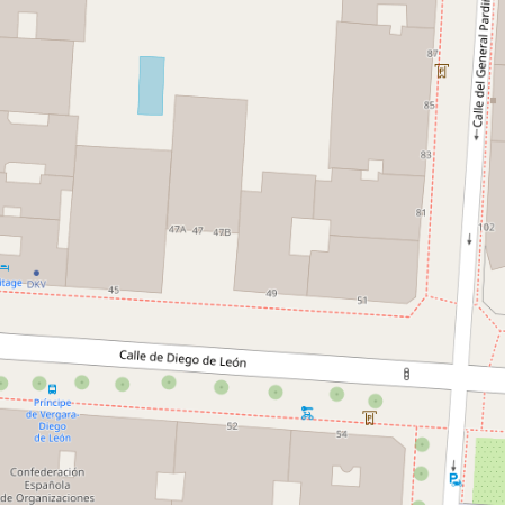 Calle del General Pardiñ
87
85
83
81
102
47A 47 47B
itage
DKV
45
49
51
Calle de Diego de León
Príncipe
de Vergara-
Diego
de León
52
54
Confederación
Española
de Organizaciones